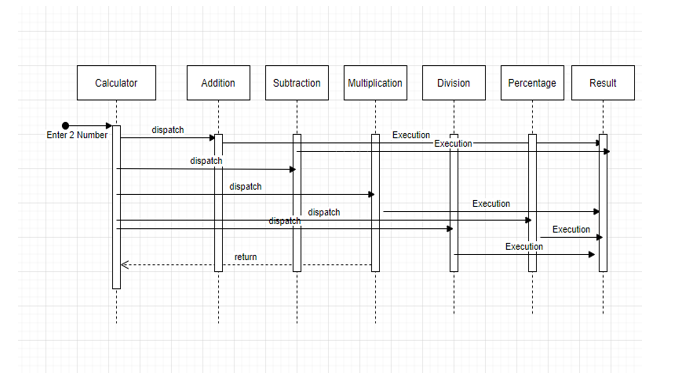 Calculator
Addition
Subtraction
Multiplication
Division
Percentage
Result
Enter 2 Number
dispatch
Execution
Execution
dispatch
dispatch
Execution
dispatch
dispatch
Execution
Execution
return